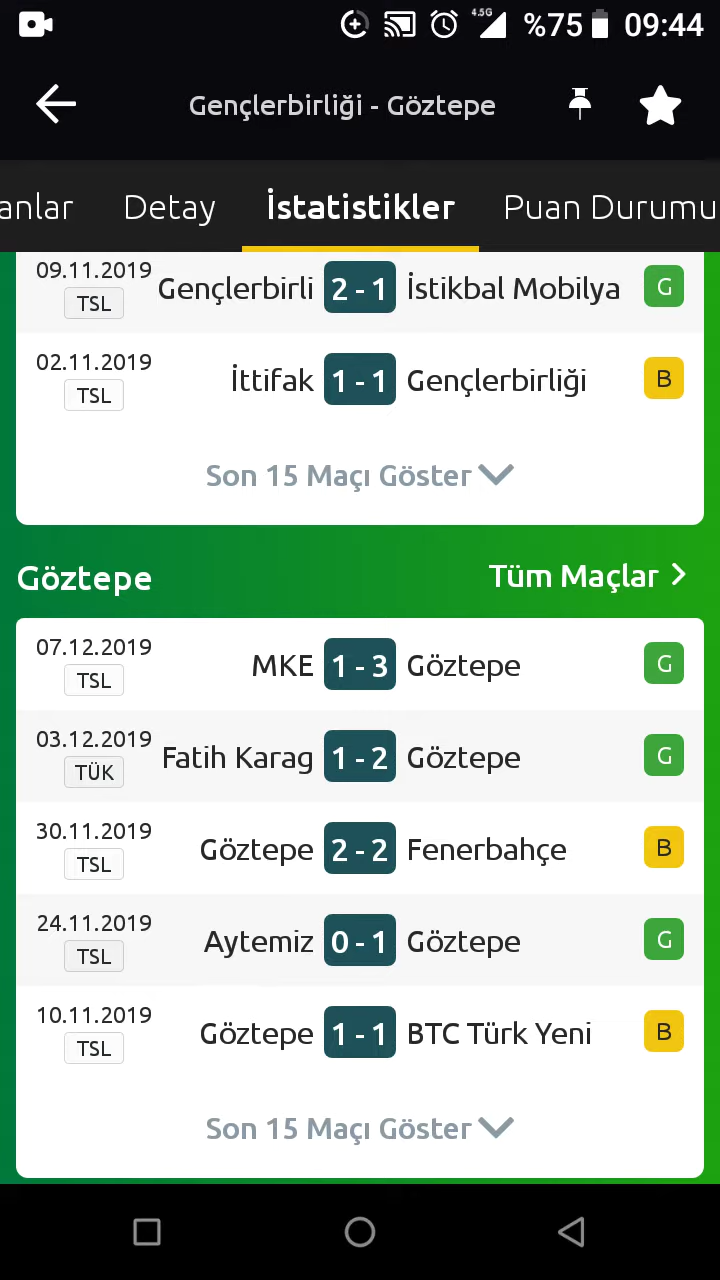 4.5G %75 09:44
Gençlerbirliği - Göztepe
anlar Detay İstatistikler Puan Durumu
09.11.2019 Gençlerbirli 2 - 1 İstikbal Mobilya G
TSL
02.11.2019 İttifak 1 - 1 Gençlerbirliği B
TSL
Son 15 Maçı Göster
Göztepe Tüm Maçlar
07.12.2019 MKE 1 - 3 Göztepe G
TSL
03.12.2019 Fatih Karag 1 - 2 Göztepe G
TÜK
30.11.2019 Göztepe 2 - 2 Fenerbahçe B
TSL
24.11.2019 Aytemiz 0 - 1 Göztepe G
TSL
10.11.2019 Göztepe 1 - 1 BTC Türk Yeni B
TSL
Son 15 Maçı Göster